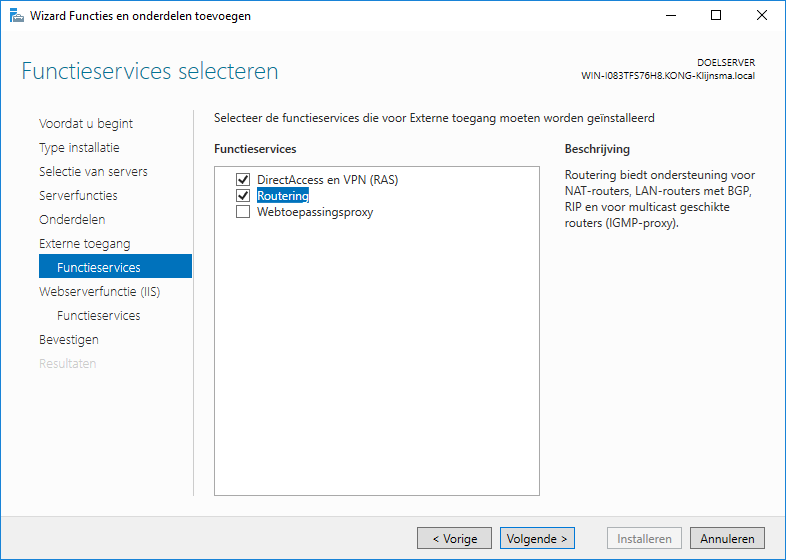 Wizard Functies en onderdelen toevoegen
Functieservices selecteren
DOELSERVER
WIN-I083TFS76H8.KONG-Klijnsma.local
Voordat u begint
Type installatie
Selectie van servers
Serverfuncties
Onderdelen
Externe toegang
Functieservices
Webserverfunctie (IIS)
Functieservices
Bevestigen
Resultaten
Selecteer de functieservices die voor Externe toegang moeten worden geïnstalleerd
Functieservices
DirectAccess en VPN (RAS)
Routering
Webtoepassingsproxy
Beschrijving
Routering biedt ondersteuning voor
NAT-routers, LAN-routers met BGP,
RIP en voor multicast geschikte
routers (IGMP-proxy).
< Vorige
Volgende >
Installeren
Annuleren